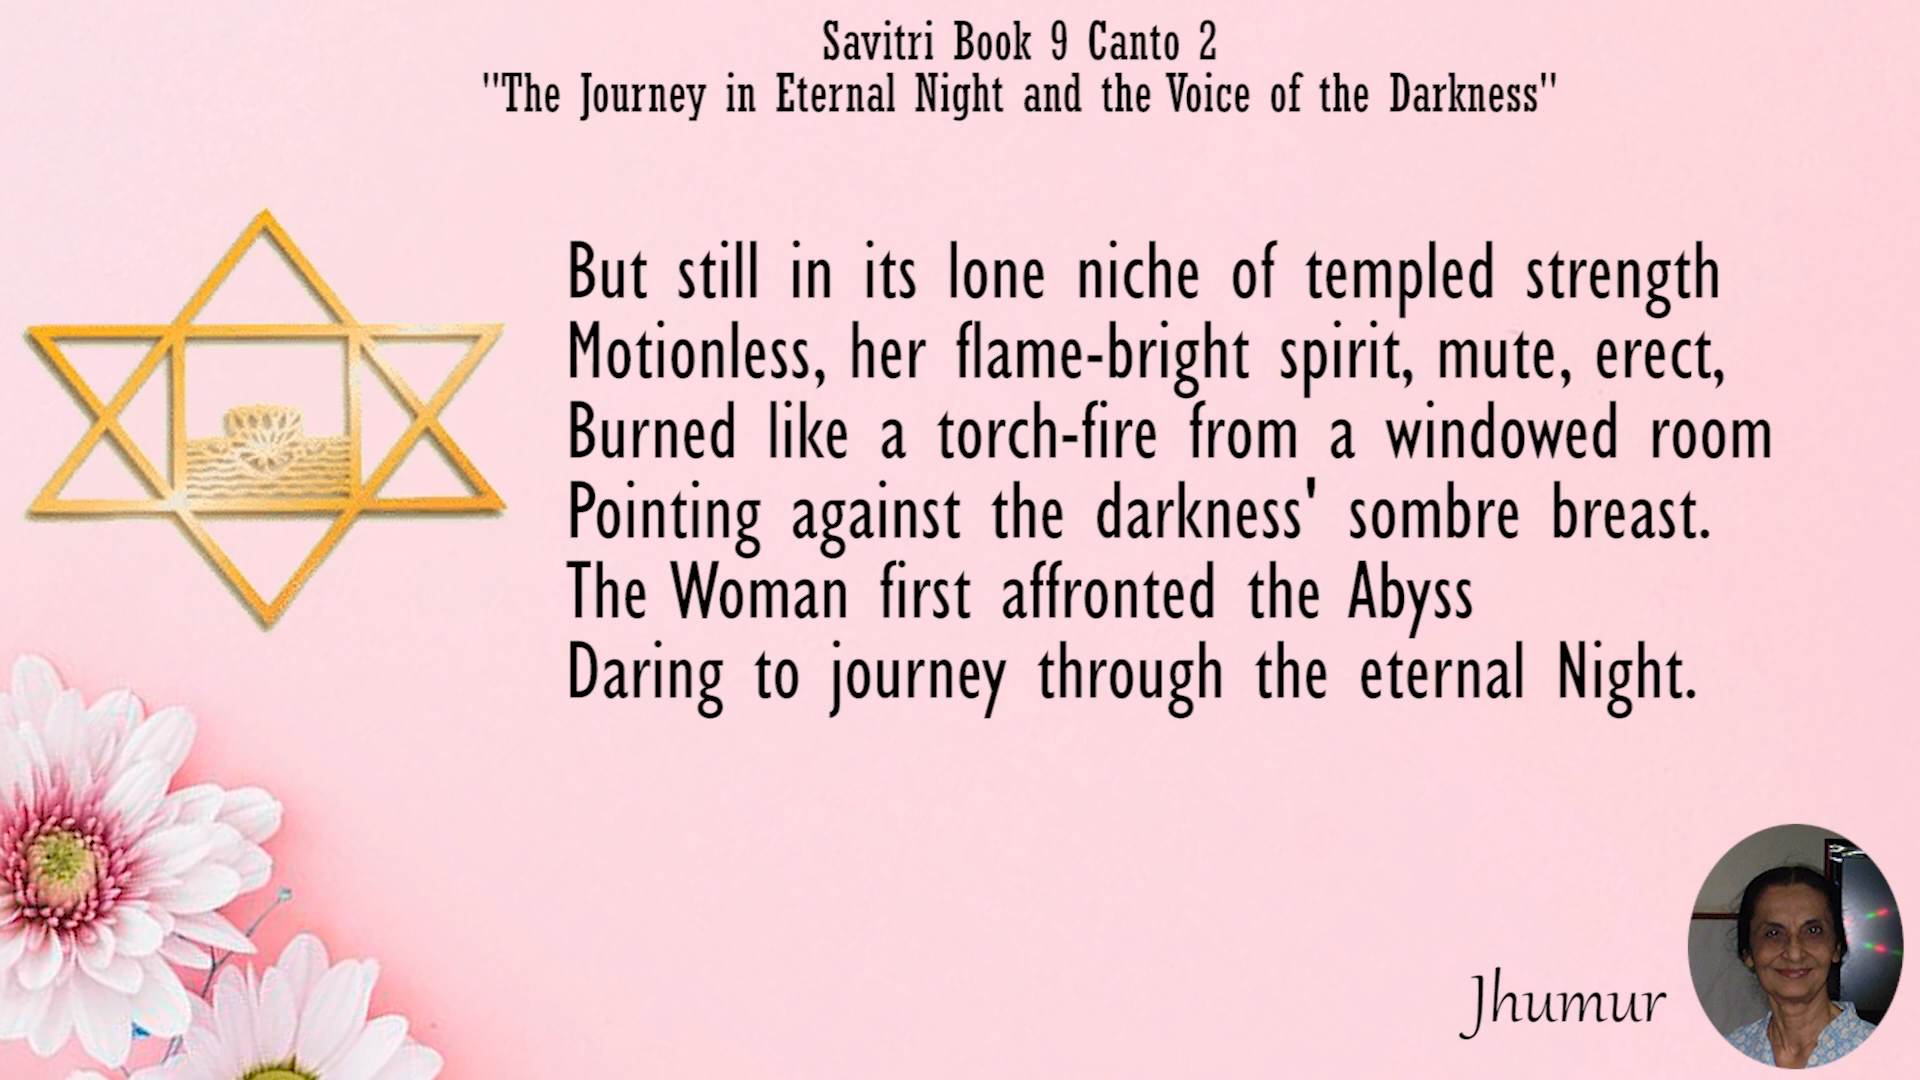 Savitri Book 9 Canto 2
"The Journey in Eternal Night and the Voice of the Darkness"
But still in its lone niche of templed strength
Motionless, her flame-bright spirit, mute, erect,
Burned like a torch-fire from a windowed room
Pointing against the darkness' sombre breast.
The Woman first affronted the Abyss
Daring to journey through the eternal Night.
Jhumur